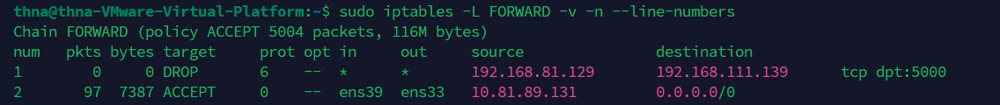 thna@thna-VMware-Virtual-Platform:~$ sudo iptables -L FORWARD -v -n --line-numbers
Chain FORWARD (policy ACCEPT 5004 packets, 116M bytes)
num   pkts bytes target     prot opt in     out     source               destination
1        0     0 DROP       6    --  *      *       192.168.81.129       192.168.111.139      tcp dpt:5000
2       97  7387 ACCEPT     0    --  ens39  ens33   10.81.89.131         0.0.0.0/0